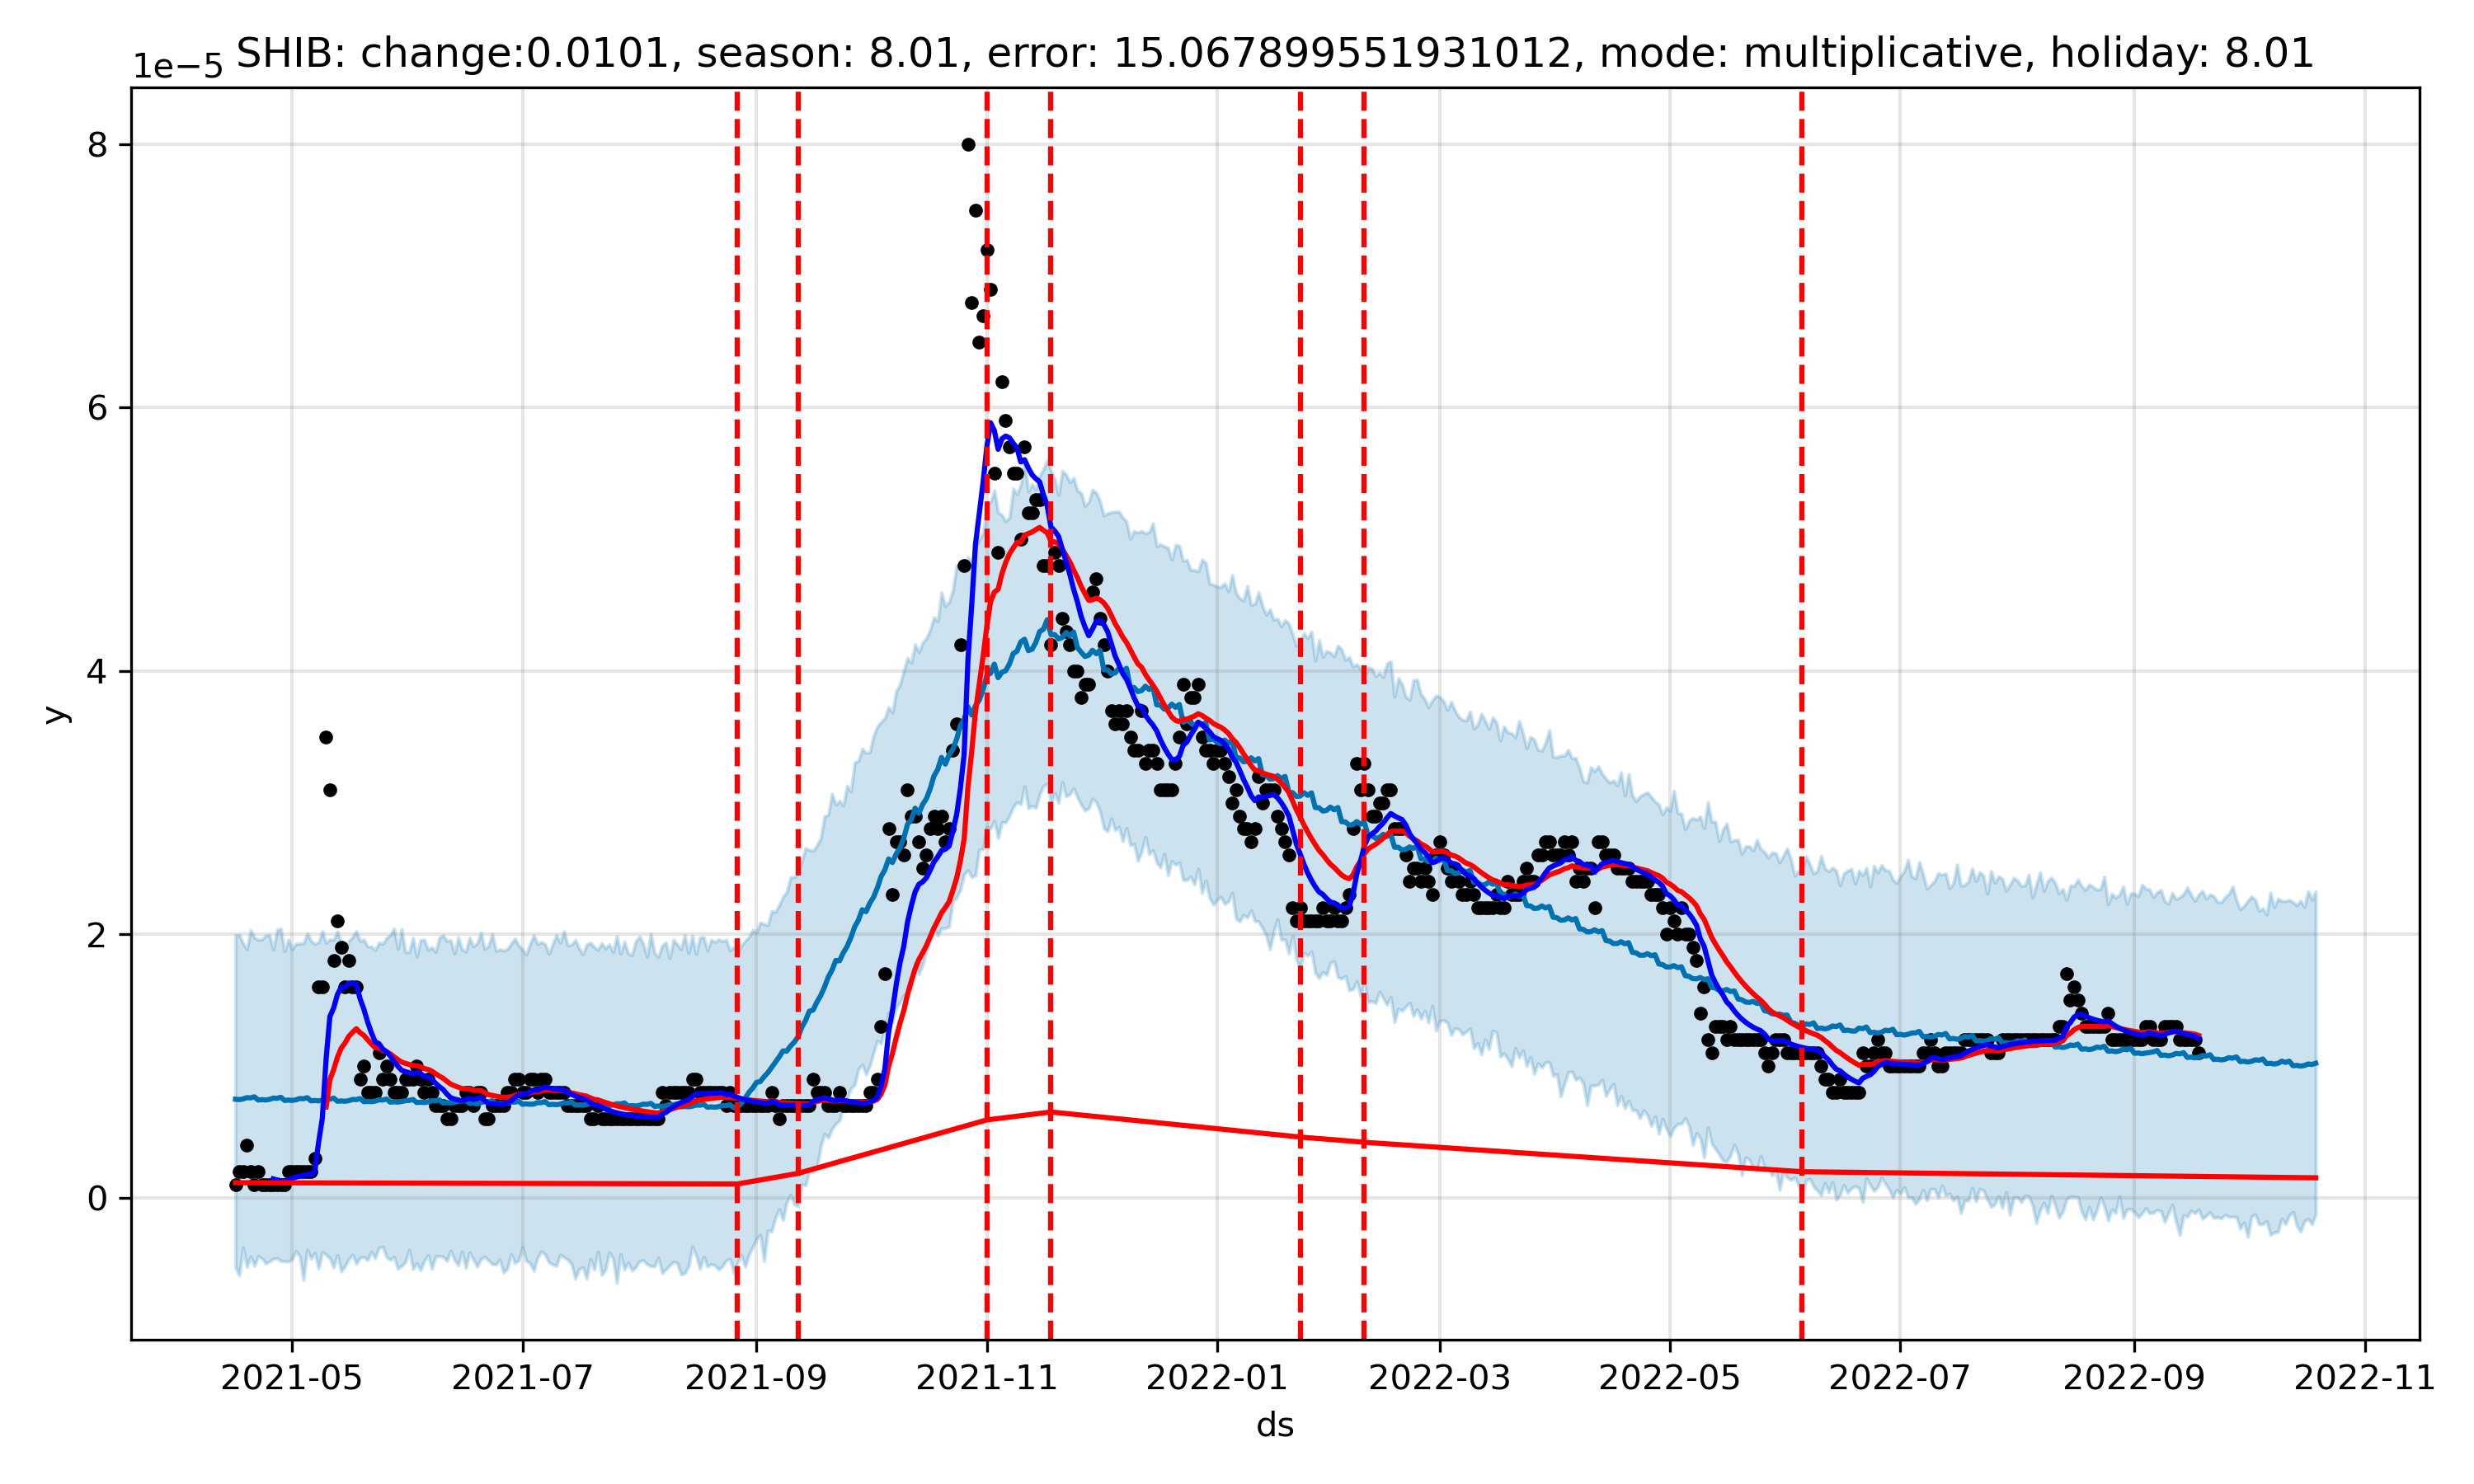 SHIB: change:0.0101, season: 8.01, error: 15.067899551931012, mode: multiplicative, holiday: 8.01
1e−5
8
6
4
2
0
y
2021-05 2021-07 2021-09 2021-11 2022-01 2022-03 2022-05 2022-07 2022-09 2022-11
ds